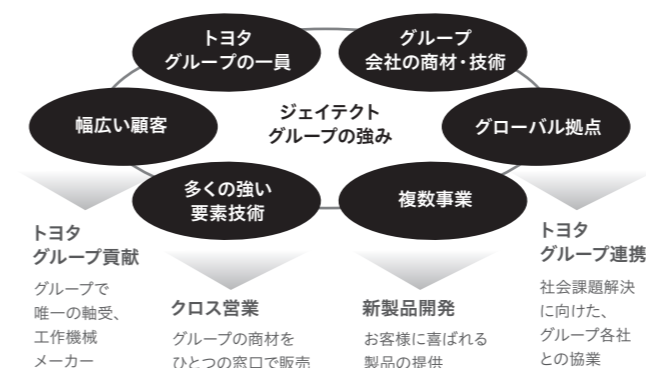 トヨタ
グループの一員
グループ
会社の商材・技術
幅広い顧客
ジェイテクト
グループの強み
グローバル拠点
多くの強い
要素技術
複数事業
トヨタ
グループ貢献
グループで
唯一の軸受、
工作機械
メーカー
クロス営業
グループの商材を
ひとつの窓口で販売
新製品開発
お客様に喜ばれる
製品の提供
トヨタ
グループ連携
社会課題解決
に向けた、
グループ各社
との協業